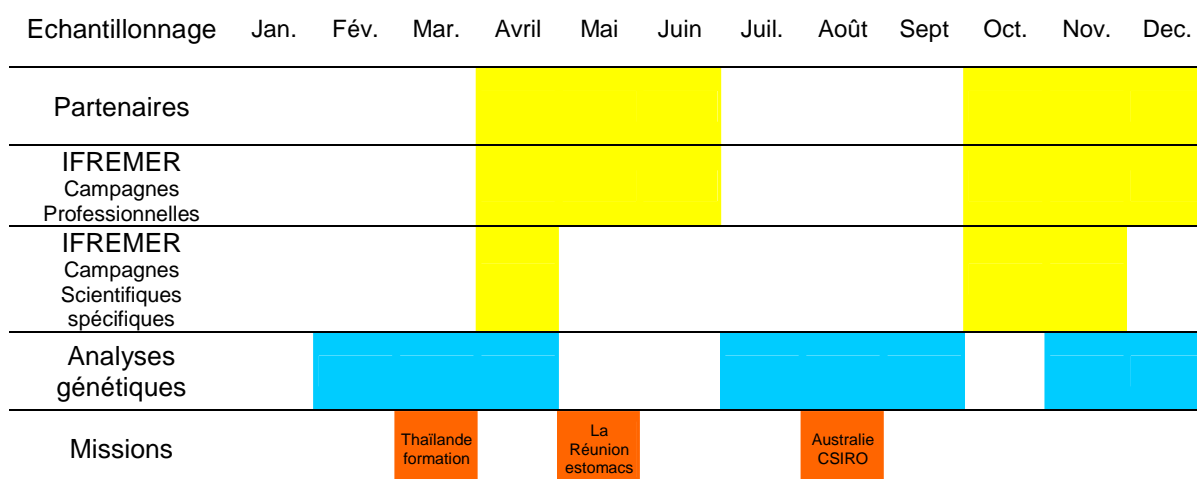 Echantillonnage Jan. Fév. Mar. Avril Mai Juin Juil. Août Sept Oct. Nov. Dec.
Partenaires
IFREMER
Campagnes
Professionnelles
IFREMER
Campagnes
Scientifiques
spécifiques
Analyses
génétiques
Missions
Thaïlande
formation
La
Réunion
estomacs
Australie
CSIRO